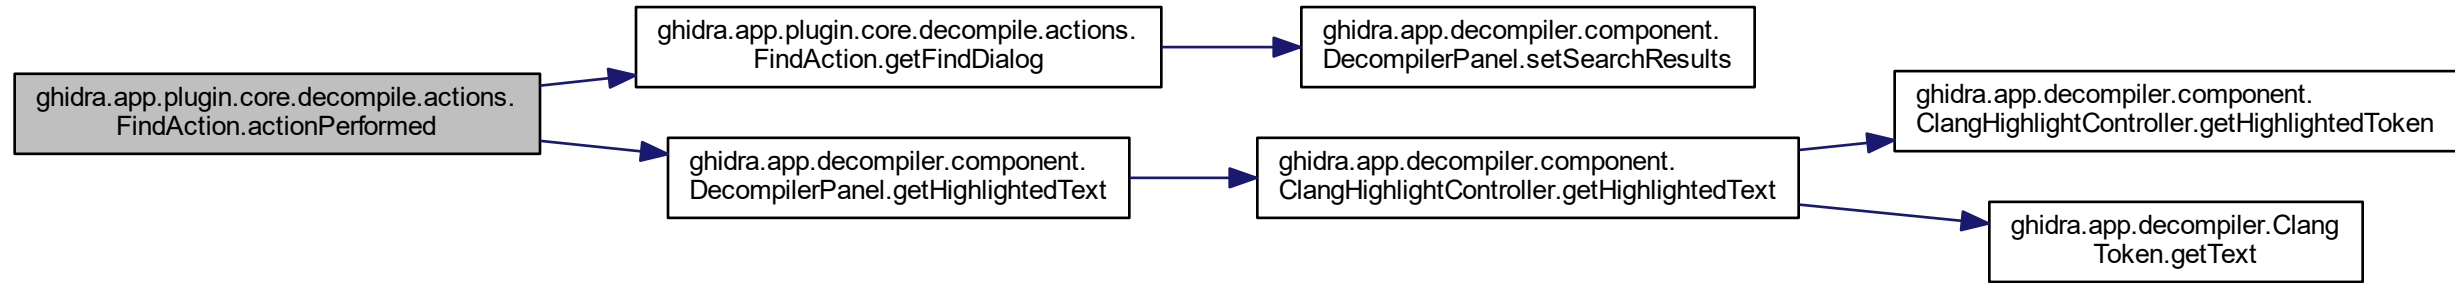 ghidra.app.plugin.core.decompile.actions.
FindAction.actionPerformed
ghidra.app.plugin.core.decompile.actions.
FindAction.getFindDialog
ghidra.app.decompiler.component.
DecompilerPanel.setSearchResults
ghidra.app.decompiler.component.
DecompilerPanel.getHighlightedText
ghidra.app.decompiler.component.
ClangHighlightController.getHighlightedText
ghidra.app.decompiler.component.
ClangHighlightController.getHighlightedToken
ghidra.app.decompiler.Clang
Token.getText